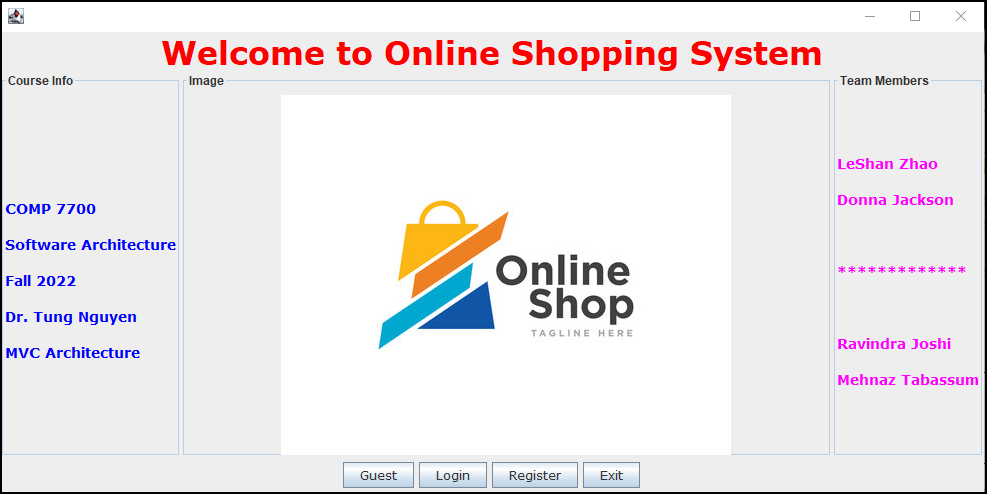 Welcome to Online Shopping System
Course Info
COMP 7700
Software Architecture
Fall 2022
Dr. Tung Nguyen
MVC Architecture
Image
Online
Shop
TAGLINE HERE
Team Members
LeShan Zhao
Donna Jackson
*************
Ravindra Joshi
Mehnaz Tabassum
Guest
Login
Register
Exit